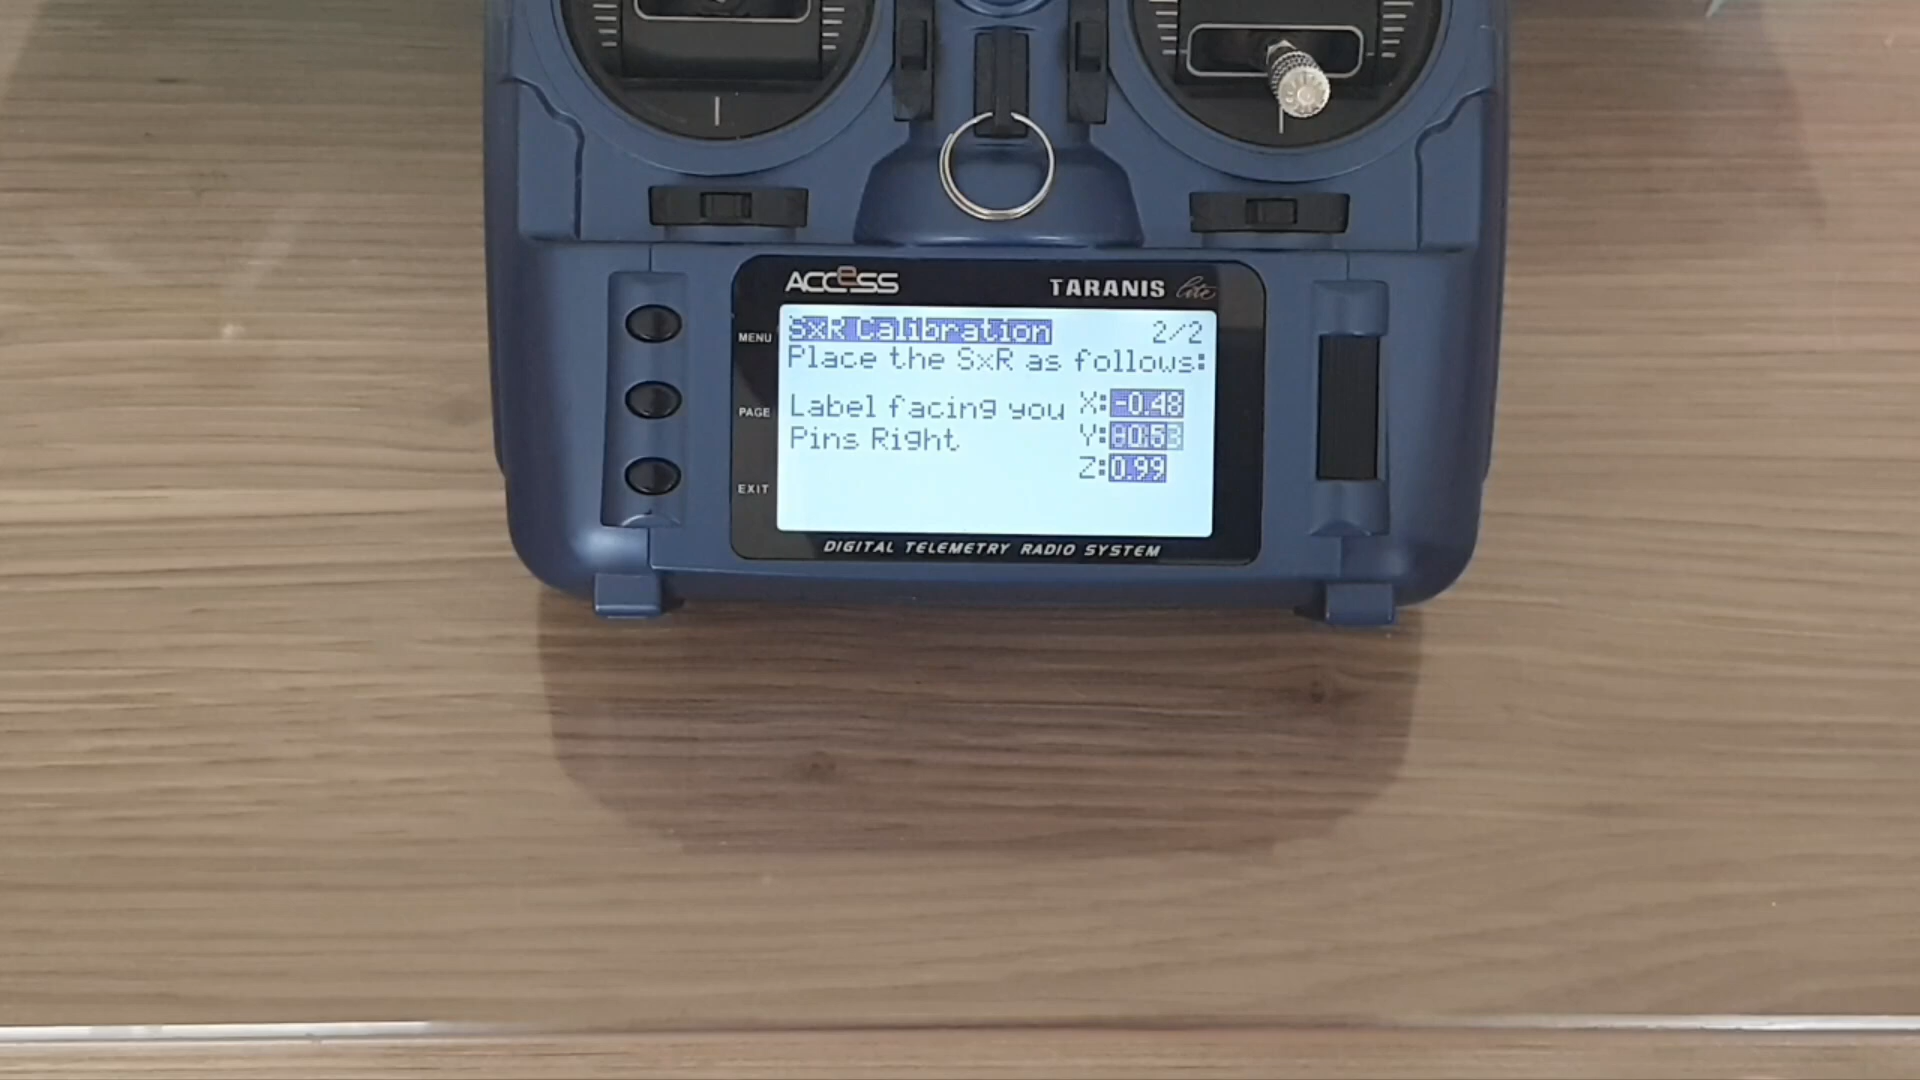 ACCeSS TARANIS lite
MENU
PAGE
EXIT
SxR Calibration 2/2
Place the SxR as follows:
Label facing you X:-0.48
Pins Right Y:
Z:0.99
DIGITAL TELEMETRY RADIO SYSTEM